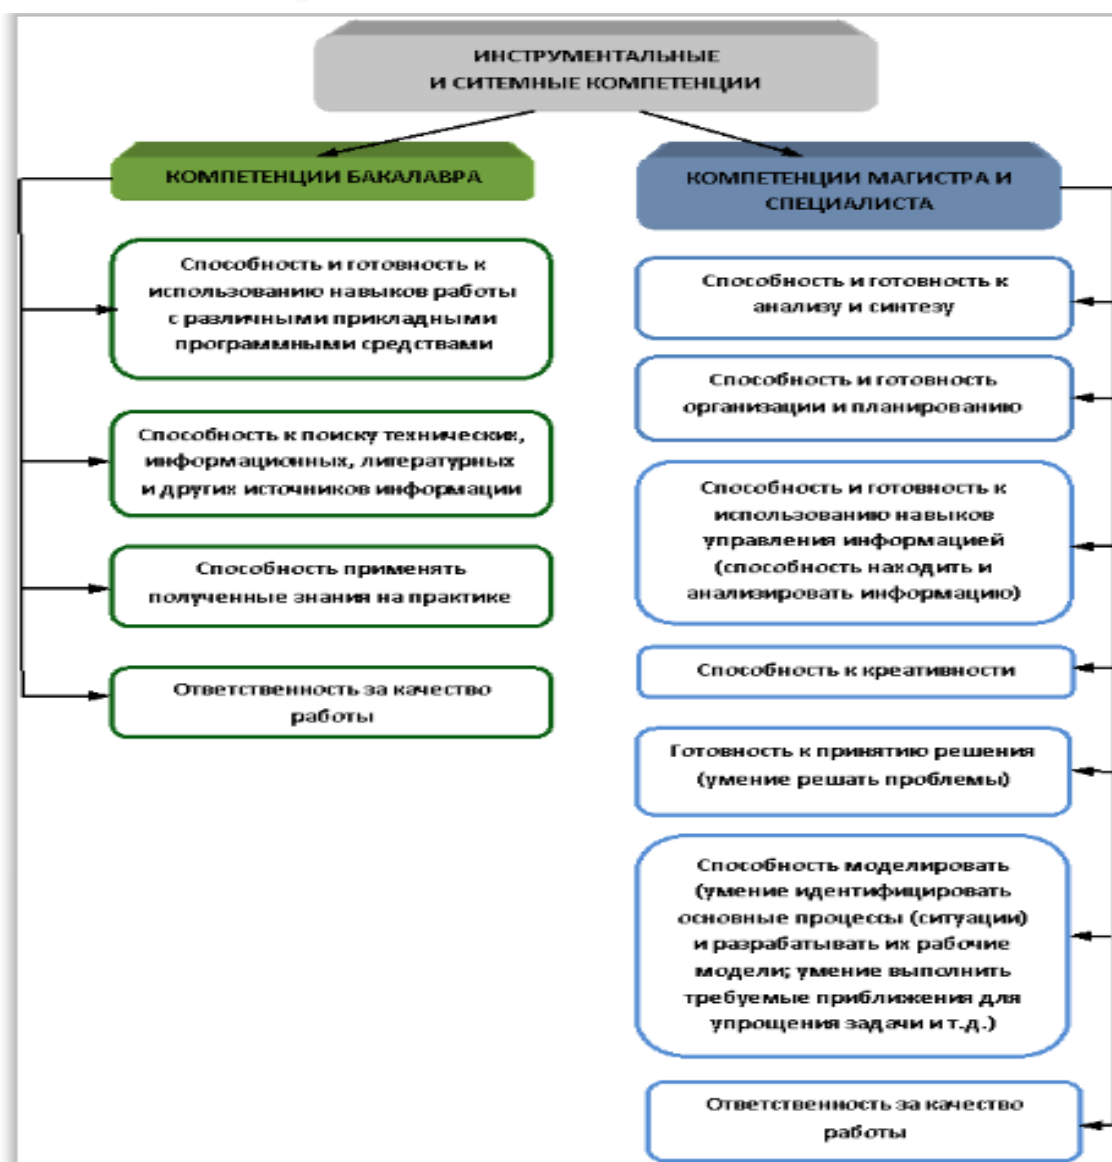 ИНСТРУМЕНТАЛЬНЫЕ
И СИТЕМНЫЕ КОМПЕТЕНЦИИ
КОМПЕТЕНЦИИ БАКАЛАВРА
Способность и готовность к
использованию навыков работы
с различными прикладными
программными средствами
Способность к поиску технических,
информационных, литературных
и других источников информации
Способность применять
полученные знания на практике
Ответственность за качество
работы
КОМПЕТЕНЦИИ МАГИСТРА И
СПЕЦИАЛИСТА
Способность и готовность к
анализу и синтезу
Способность и готовность
организации и планированию
Способность и готовность к
использованию навыков
управления информацией
(способность находить и
анализировать информацию)
Способность к креативности
Готовность к принятию решения
(умение решать проблемы)
Способность моделировать
(умение идентифицировать
основные процессы (ситуации)
и разрабатывать их рабочие
модели; умение выполнить
требуемые приближения для
упрощения задачи и т.д.)
Ответственность за качество
работы